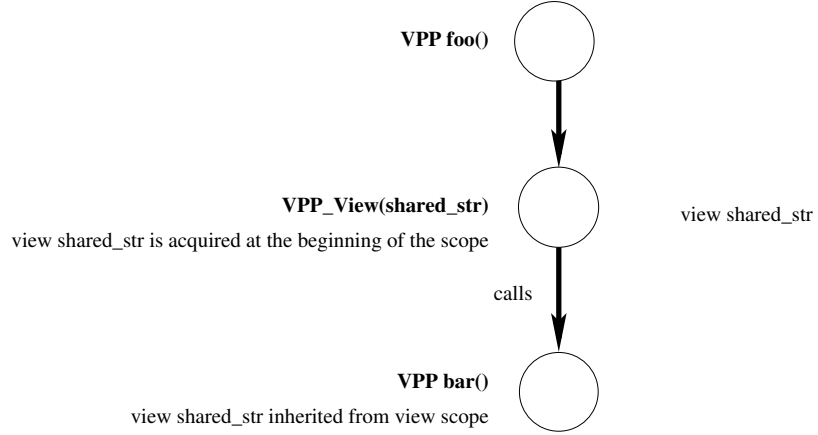 VPP foo()
VPP_View(shared_str)
view shared_str
view shared_str is acquired at the beginning of the scope
calls
VPP bar()
view shared_str inherited from view scope